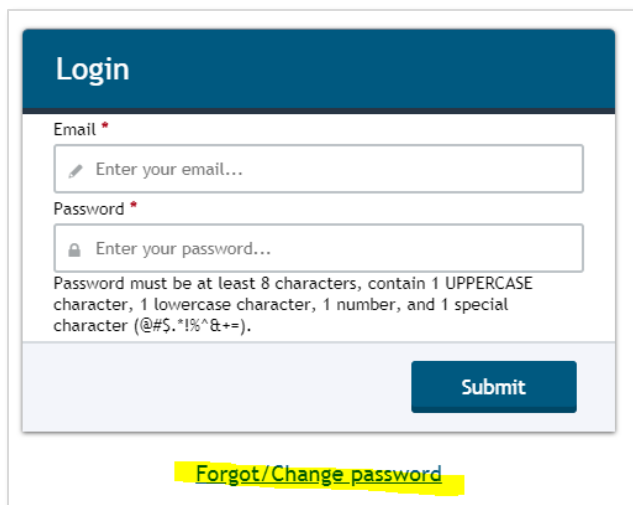 Login
Email *
Enter your email...
Password *
Enter your password...
Password must be at least 8 characters, contain 1 UPPERCASE
character, 1 lowercase character, 1 number, and 1 special
character (@#$.*!%^&+=).
Submit
Forgot/Change password